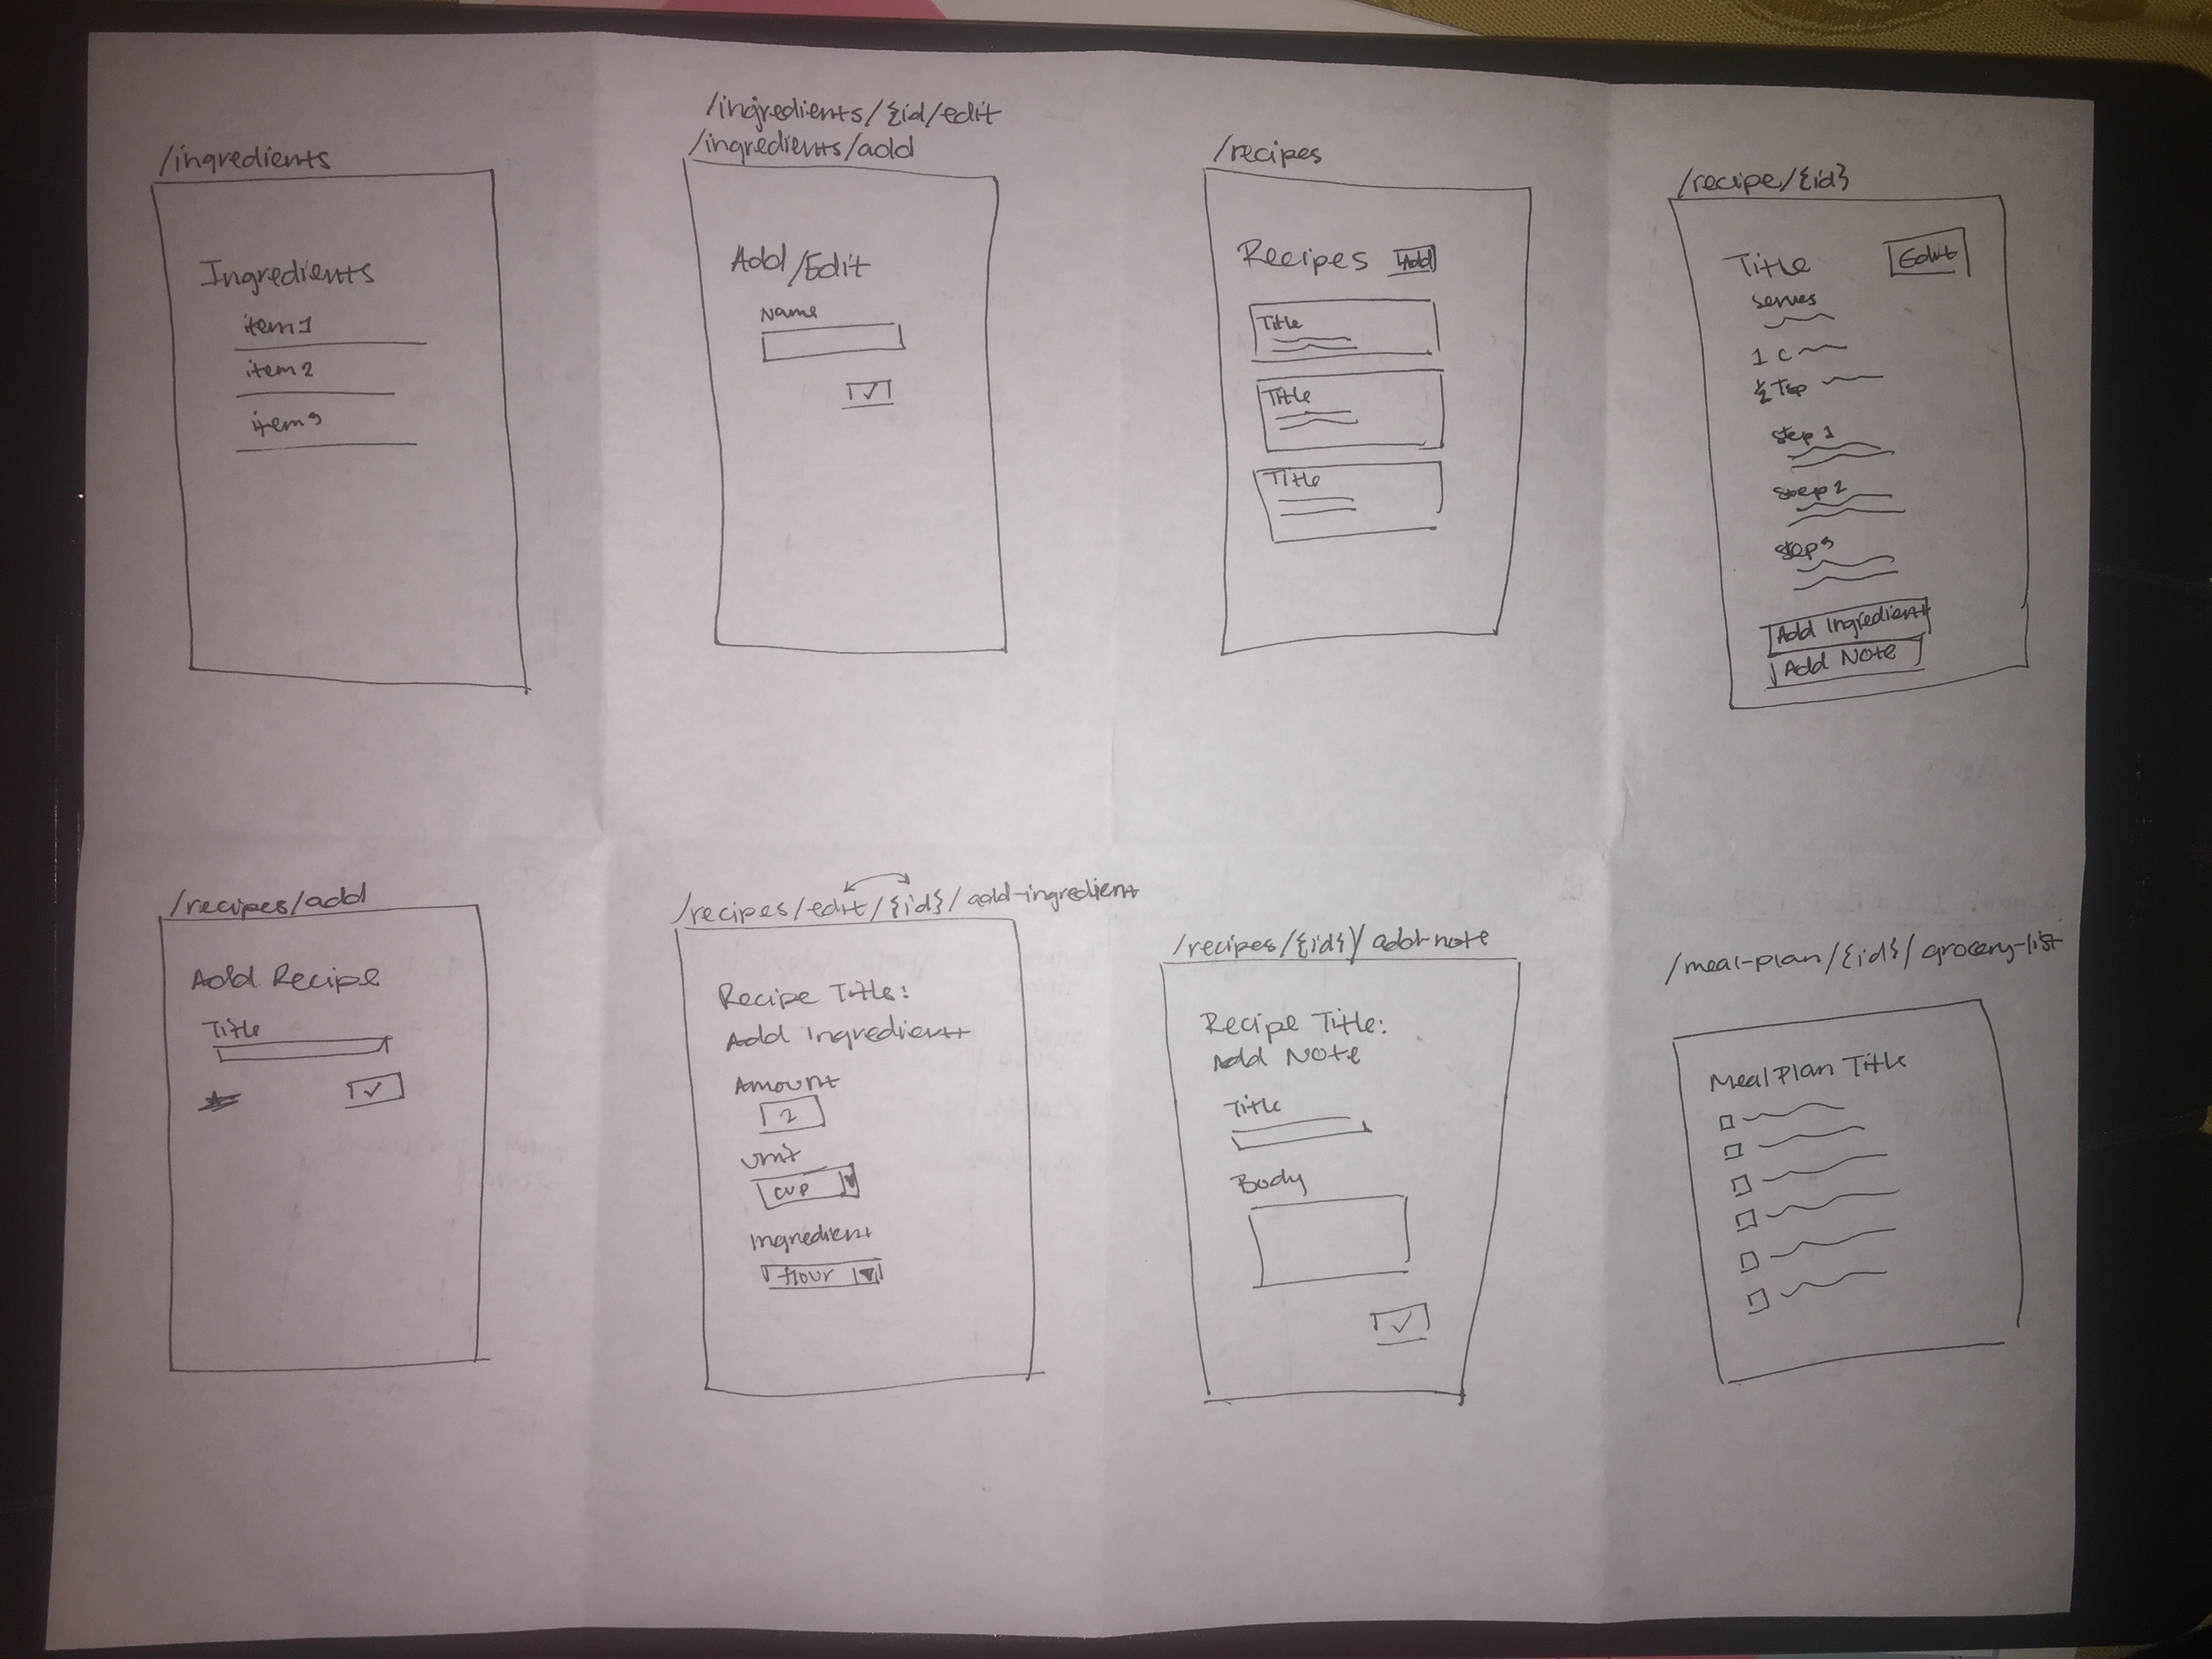 /ingredients
Ingredients
item 1
item 2
item 3
/ingredients/{id/edit
/ingredients/add
Add/Edit
Name
/recipes
Recipes
Add
Title
Title
Title
/recipe/{id}
Title
Edit
serves
1 c
½ Tsp
step 1
step 2
step 3
Add Ingredient
Add Note
/recipes/add
Add Recipe
Title
/recipes/edit/{id}/add-ingredient
Recipe Title:
Add ingredient
Amount
2
Unit
cup
Ingredient
flour
/recipes/{id}/add-note
Recipe Title:
Add Note
Title
Body
/meal-plan/{id}/grocery-list
Meal Plan Title